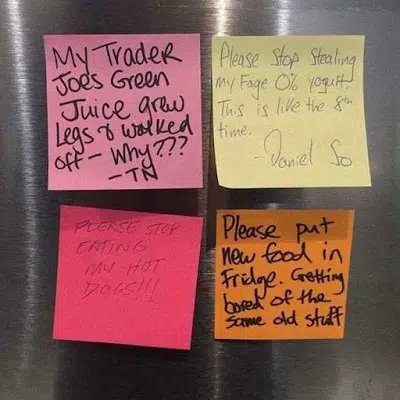 My Trader
Joes Green
Juice grew
Legs & walked
off - Why???
-TN
Please Stop Stealing
my Fage 0% yogurt.
This is like the 8th
time.
- Daniel So
PLEASE STOP
EATING
MY HOT
DOGS!!!
Please put
new food in
Fridge. Getting
bored of the
same old stuff